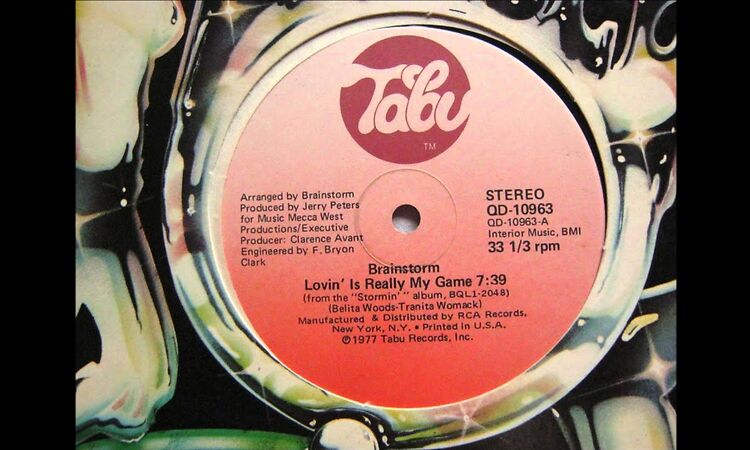 Tabu
TM
Arranged by Brainstorm
Produced by Jerry Peters
for Music Mecca West
Productions/Executive
Producer: Clarence Avant
Engineered by F. Bryon
Clark
STEREO
QD-10963
QD-10963-A
Interior Music, BMI
33 1/3 rpm
Brainstorm
Lovin' Is Really My Game 7:39
(from the "Stormin'" album, BQL1-2048)
(Belita Woods-Tranita Womack)
Manufactured & Distributed by RCA Records,
New York, N.Y. • Printed in U.S.A.
℗1977 Tabu Records, Inc.